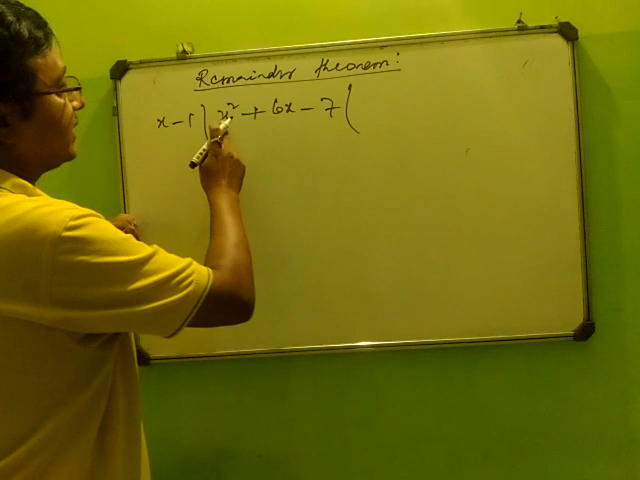 Remainder theorem:
x - 1 ) x² + 6x - 7 (